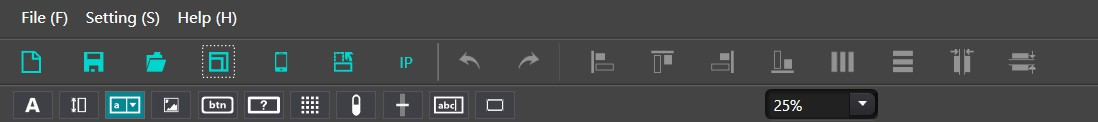 File (F) Setting (S) Help (H)
IP
A a btn ? abc 25%